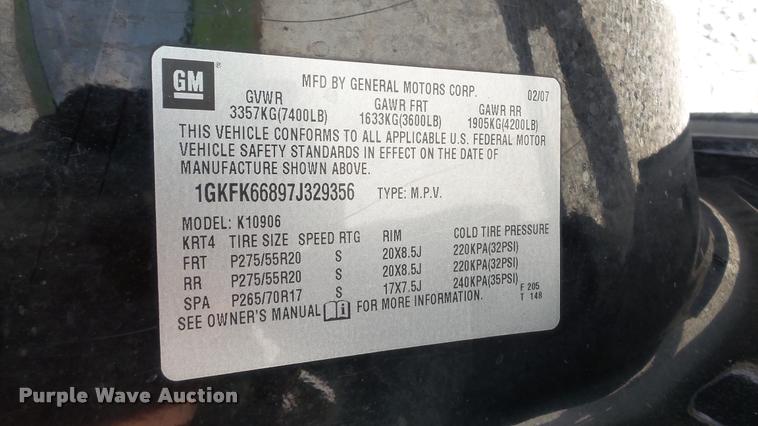 GM
MFD BY GENERAL MOTORS CORP. 02/07
GVWR GAWR FRT GAWR RR
3357KG(7400LB) 1633KG(3600LB) 1905KG(4200LB)
THIS VEHICLE CONFORMS TO ALL APPLICABLE U.S. FEDERAL MOTOR
VEHICLE SAFETY STANDARDS IN EFFECT ON THE DATE OF
MANUFACTURE SHOWN ABOVE.
1GKFK66897J329356 TYPE: M.P.V.
MODEL: K10906
KRT4 TIRE SIZE SPEED RTG RIM COLD TIRE PRESSURE
FRT P275/55R20 S 20X8.5J 220KPA(32PSI)
RR P275/55R20 S 20X8.5J 220KPA(32PSI)
SPA P265/70R17 S 17X7.5J 240KPA(35PSI) F 205
T 148
SEE OWNER'S MANUAL FOR MORE INFORMATION.
Purple Wave Auction